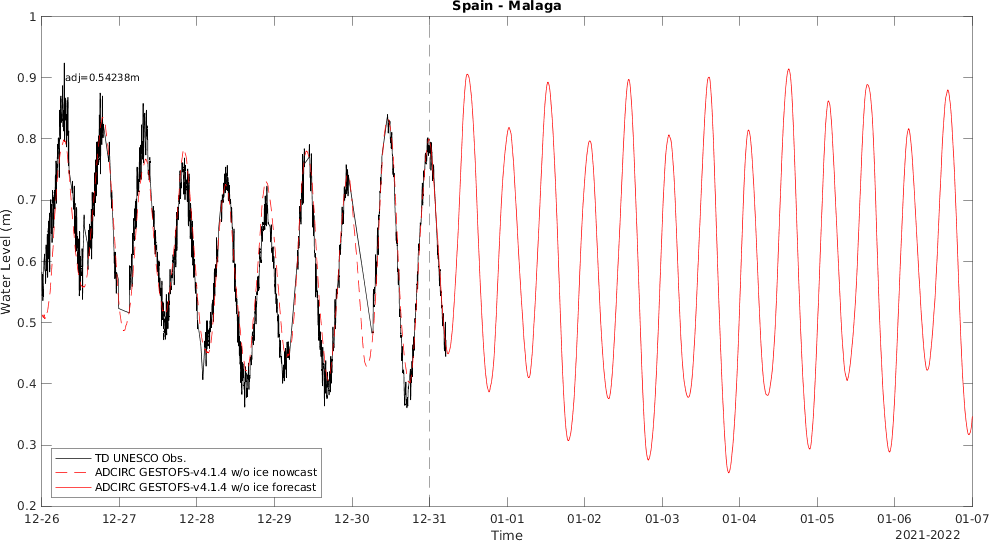 Spain - Malaga
1
0.9
0.8
0.7
0.6
0.5
0.4
0.3
0.2
Water Level (m)
adj=0.54238m
TD UNESCO Obs.
ADCIRC GESTOFS-v4.1.4 w/o ice nowcast
ADCIRC GESTOFS-v4.1.4 w/o ice forecast
12-26 12-27 12-28 12-29 12-30 12-31 01-01 01-02 01-03 01-04 01-05 01-06 01-07
Time
2021-2022